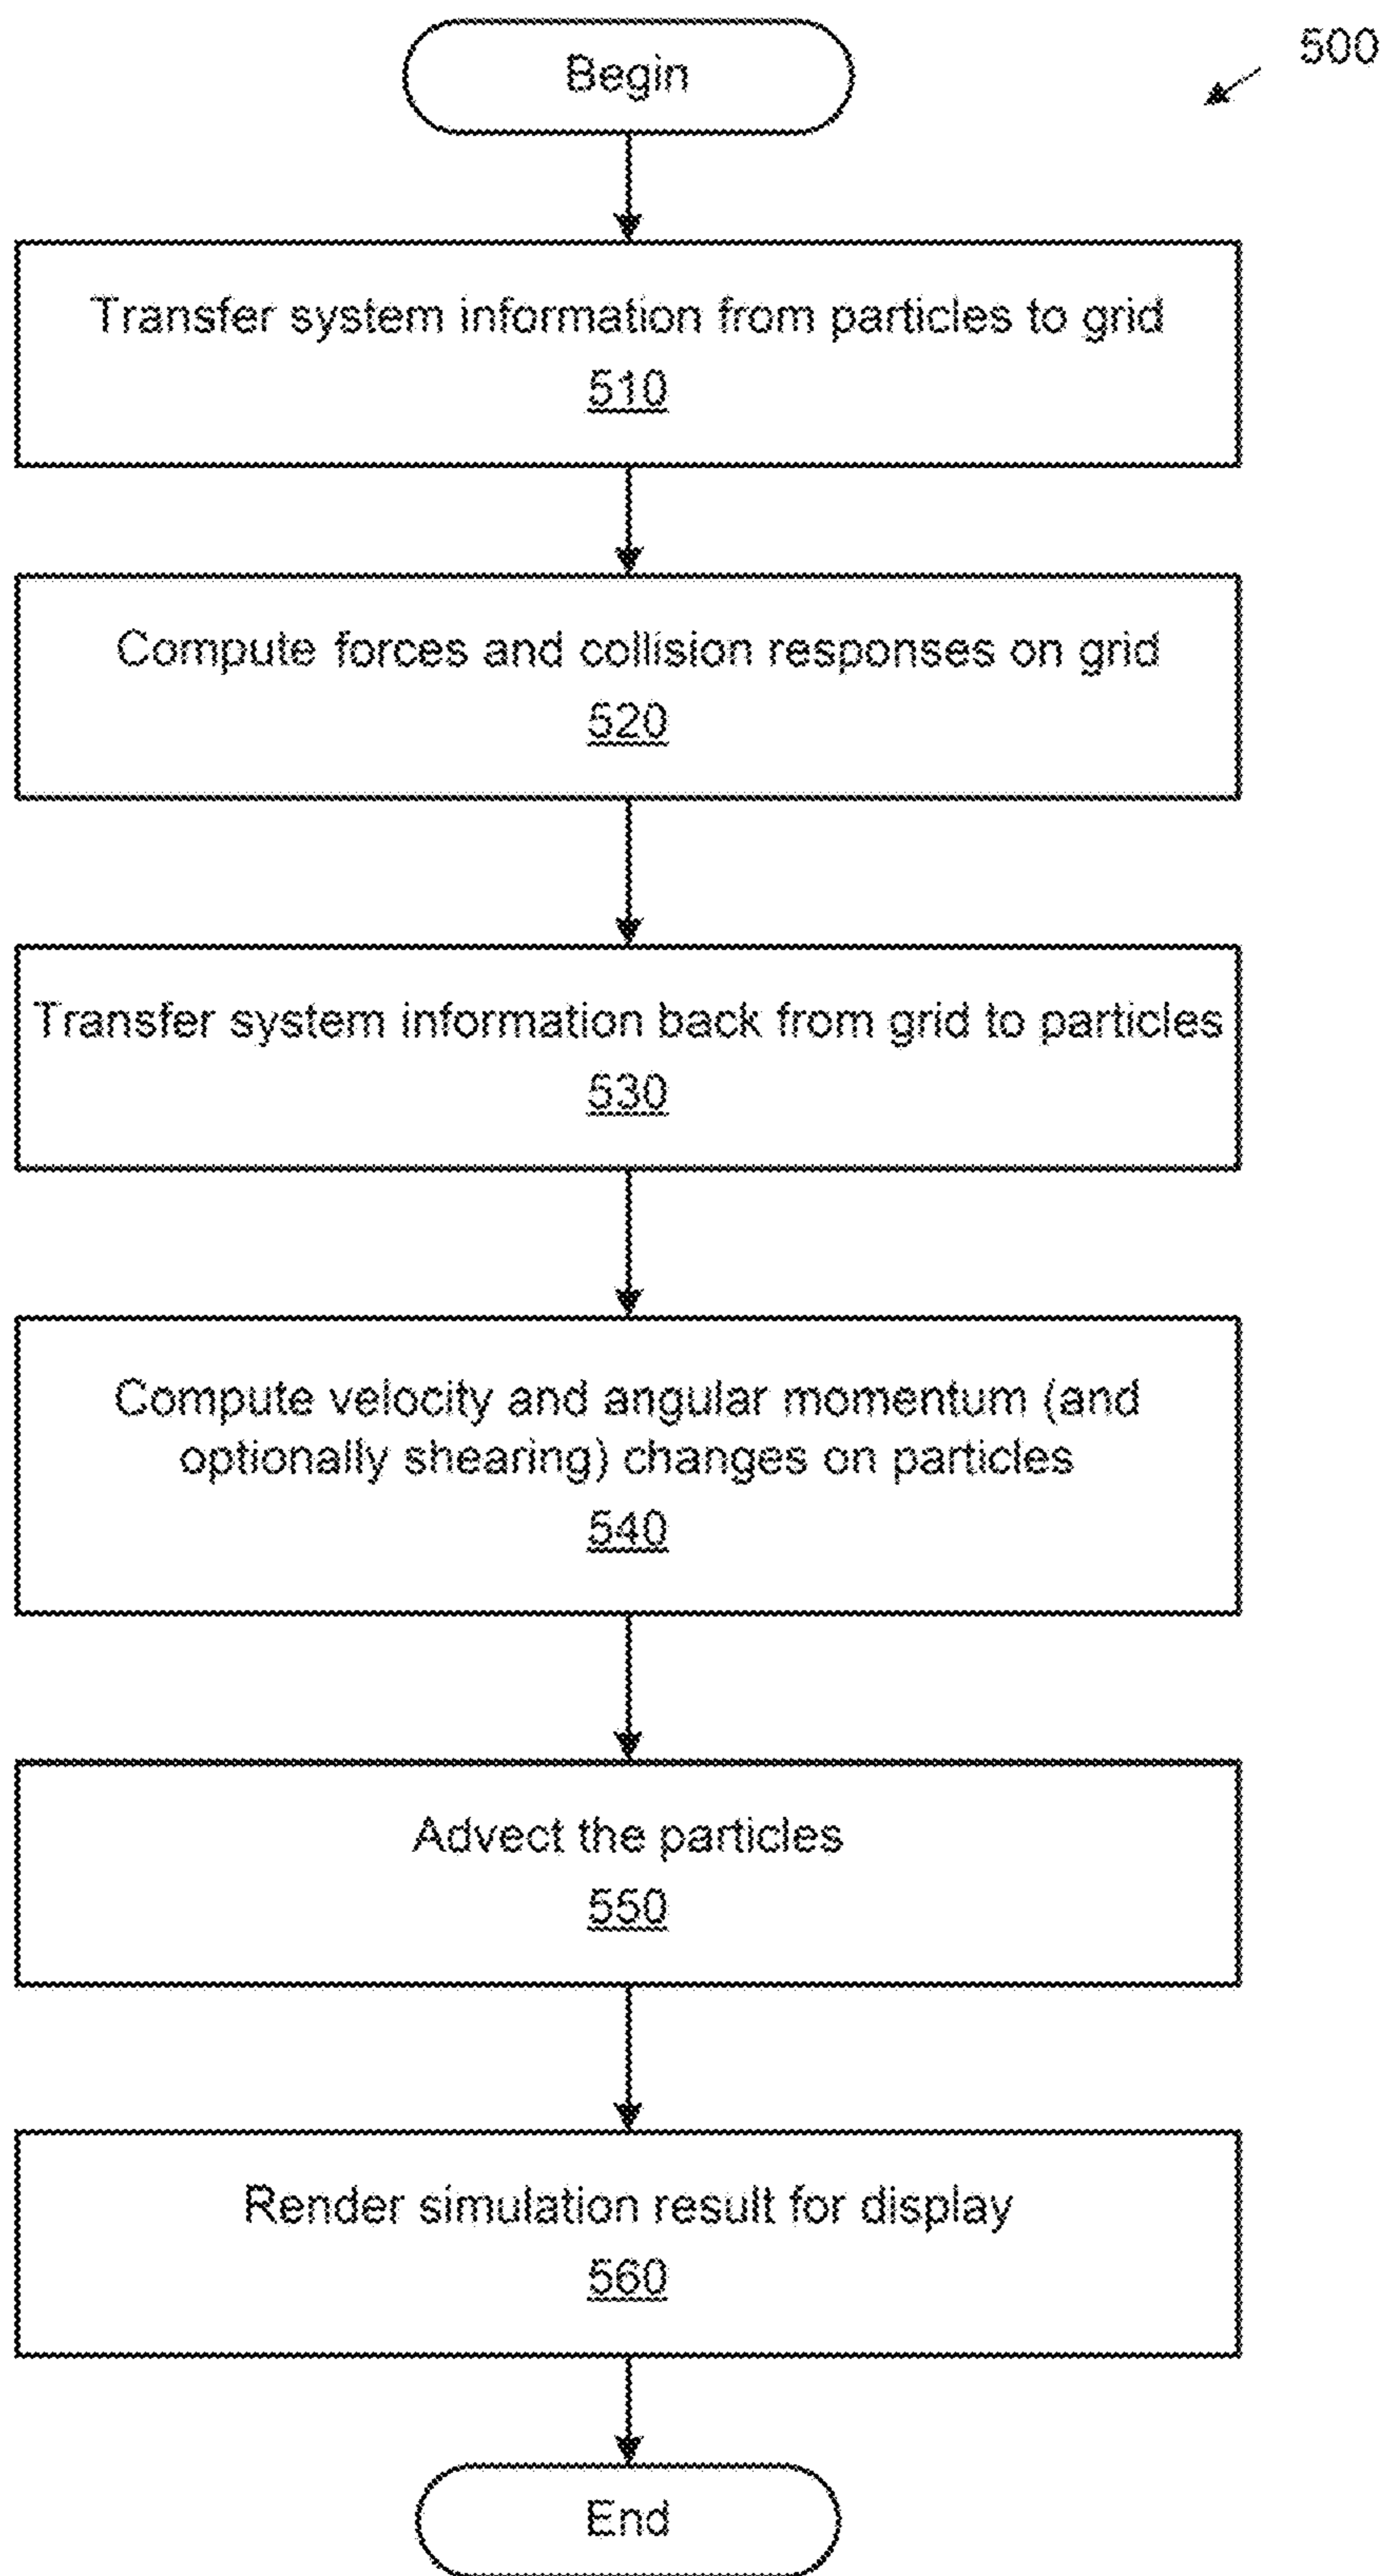 500
Begin
Transfer system information from particles to grid
510
Compute forces and collision responses on grid
520
Transfer system information back from grid to particles
530
Compute velocity and angular momentum (and
optionally shearing) changes on particles
540
Advect the particles
550
Render simulation result for display
560
End